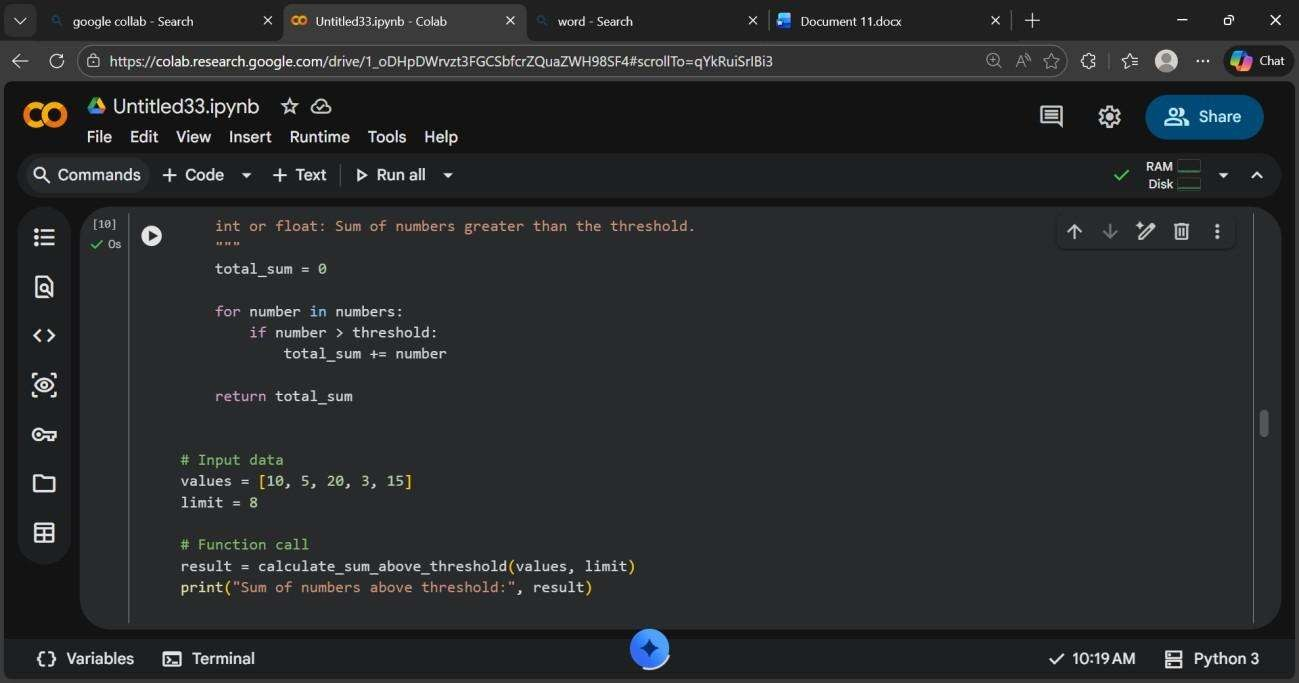 google collab - Search
Untitled33.ipynb - Colab
word - Search
Document 11.docx
https://colab.research.google.com/drive/1_oDHpDWrvzt3FGCSbfcrZQuaZWH98SF4#scrollTo=qYkRuiSrlBi3
Chat
Untitled33.ipynb
File Edit View Insert Runtime Tools Help
Share
Commands + Code + Text Run all
RAM
Disk
[10]
0s
int or float: Sum of numbers greater than the threshold.
"""
total_sum = 0
for number in numbers:
if number > threshold:
total_sum += number
return total_sum
# Input data
values = [10, 5, 20, 3, 15]
limit = 8
# Function call
result = calculate_sum_above_threshold(values, limit)
print("Sum of numbers above threshold:", result)
Variables Terminal
10:19 AM Python 3